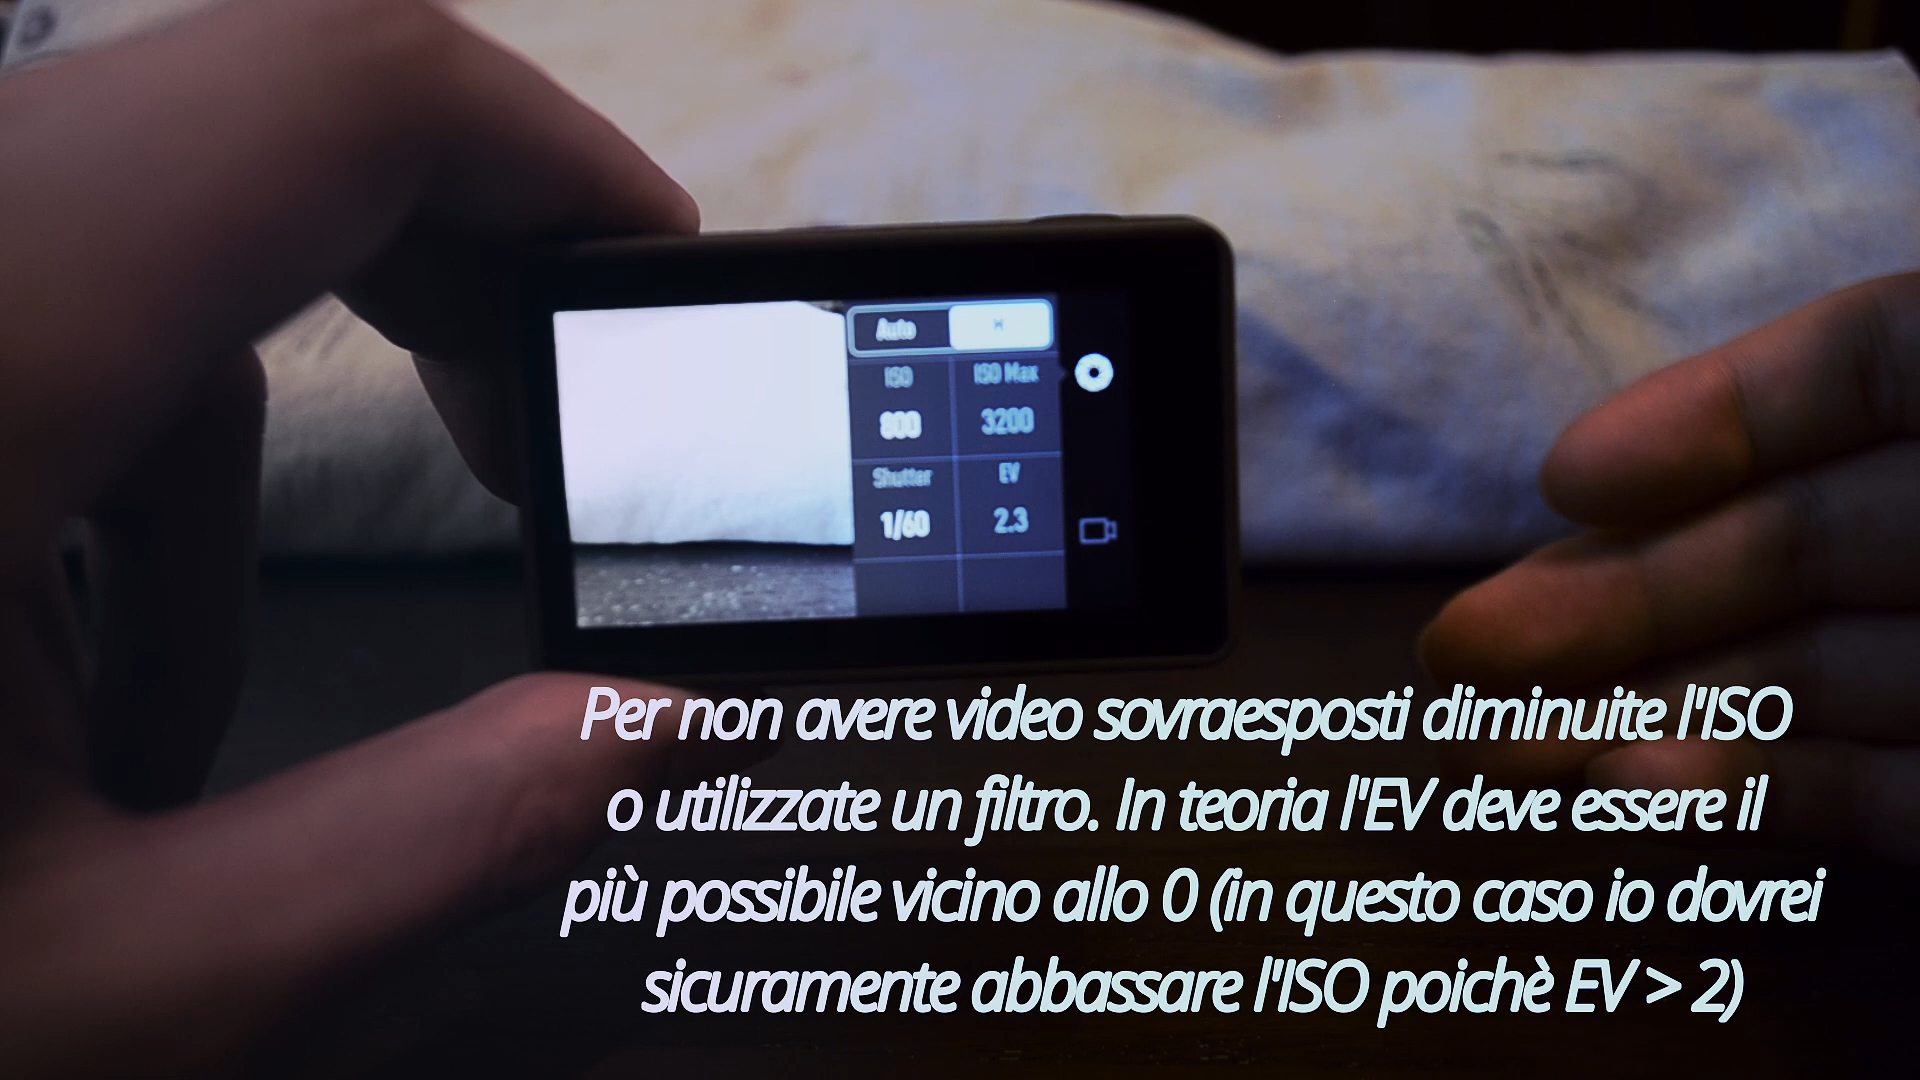 Auto M
ISO ISO Max
800 3200
Shutter EV
1/60 2.3
Per non avere video sovraesposti diminuite l'ISO
o utilizzate un filtro. In teoria l'EV deve essere il
più possibile vicino allo 0 (in questo caso io dovrei
sicuramente abbassare l'ISO poichè EV > 2)